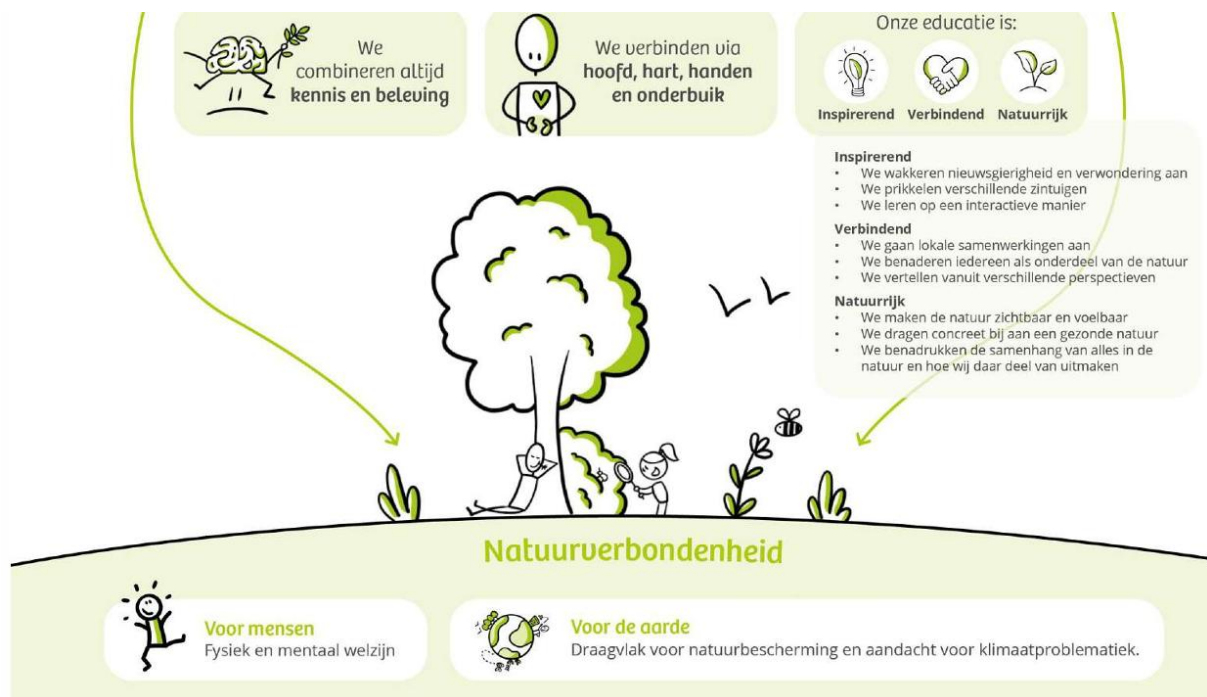 We
combineren altijd
kennis en beleving
We verbinden via
hoofd, hart, handen
en onderbuik
Onze educatie is:
Inspirerend Verbindend Natuurrijk
Inspirerend
• We wakkeren nieuwsgierigheid en verwondering aan
• We prikkelen verschillende zintuigen
• We leren op een interactieve manier
Verbindend
• We gaan lokale samenwerkingen aan
• We benaderen iedereen als onderdeel van de natuur
• We vertellen vanuit verschillende perspectieven
Natuurrijk
• We maken de natuur zichtbaar en voelbaar
• We dragen concreet bij aan een gezonde natuur
• We benadrukken de samenhang van alles in de
natuur en hoe wij daar deel van uitmaken
Natuurverbondenheid
Voor mensen
Fysiek en mentaal welzijn
Voor de aarde
Draagvlak voor natuurbescherming en aandacht voor klimaatproblematiek.